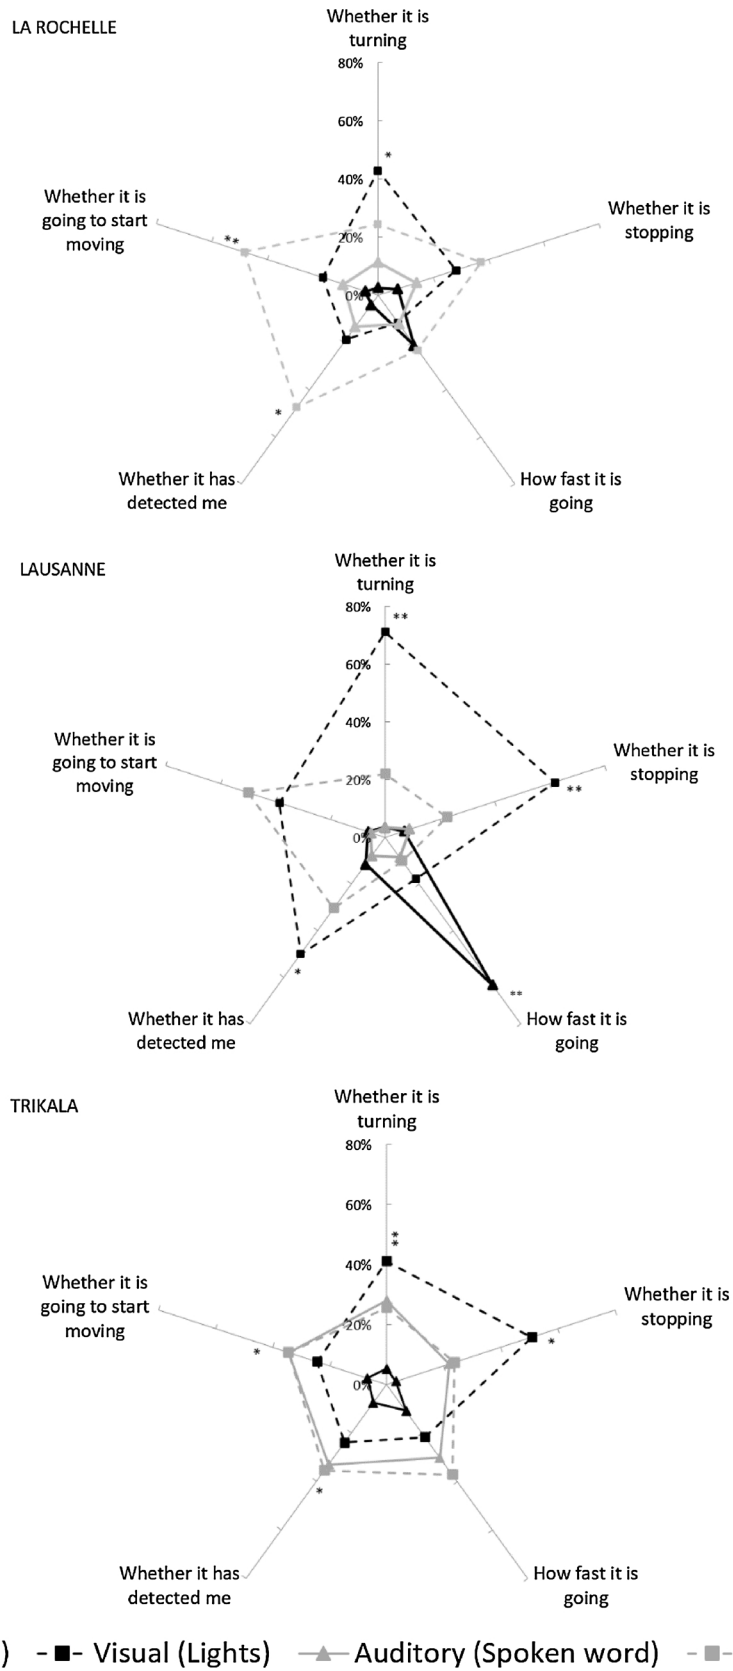 LA ROCHELLE
Whether it is
turning
80%
60%
40%
*
20%
0%
Whether it is
stopping
Whether it is
going to start
moving
**
*
Whether it has
detected me
How fast it is
going
LAUSANNE
Whether it is
turning
80%
**
60%
40%
20%
0%
Whether it is
stopping
**
Whether it is
going to start
moving
*
**
Whether it has
detected me
How fast it is
going
TRIKALA
Whether it is
turning
80%
60%
**
40%
20%
0%
Whether it is
stopping
*
Whether it is
going to start
moving
*
*
Whether it has
detected me
How fast it is
going
) Visual (Lights) Auditory (Spoken word)